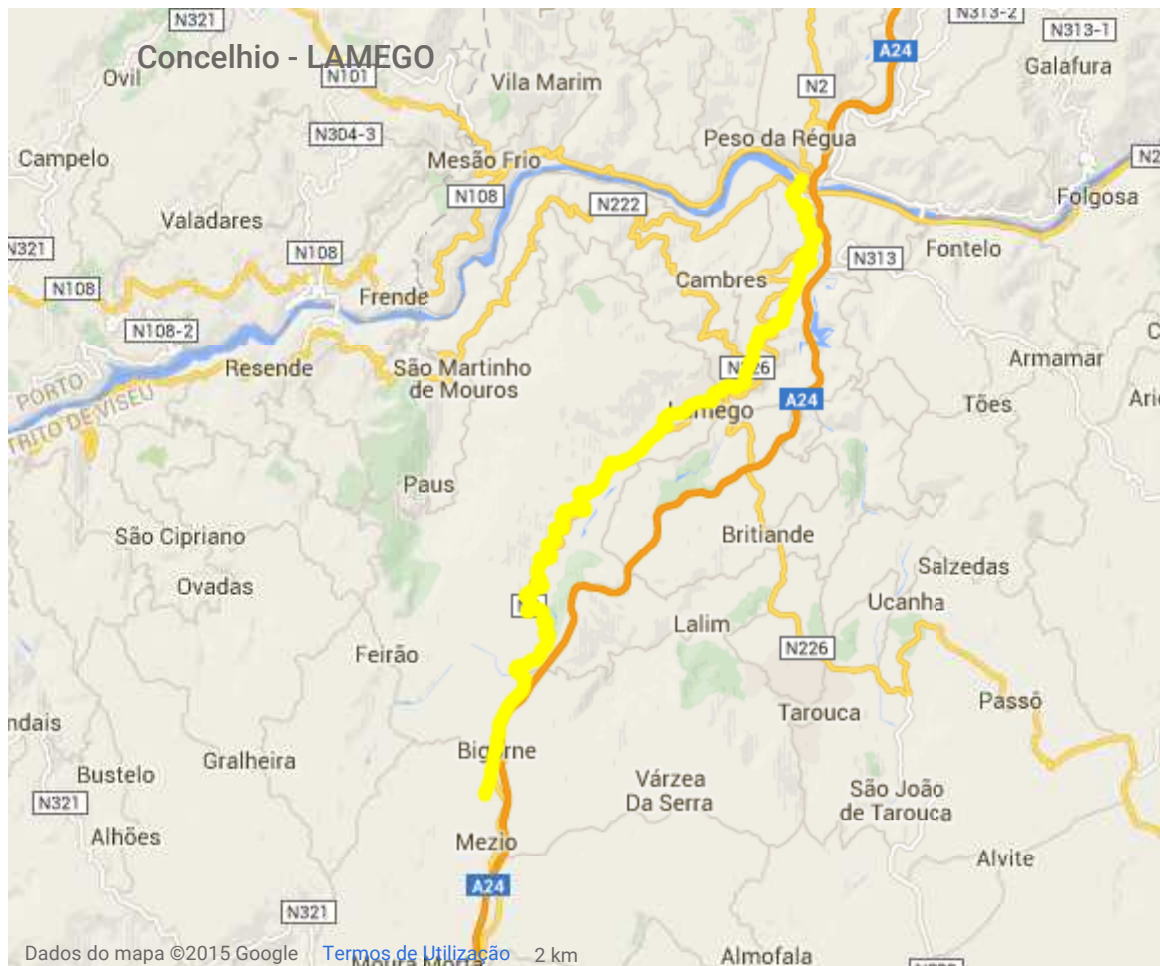 N321
N313-2
N313-1
Concelhio - LAMEGO
A24
N101
Galafura
Ovil
Vila Marim
N2
N304-3
Peso da Régua
Campelo
Mesão Frio
N108
Folgosa
N222
Valadares
N321
N108
Fontelo
N313
Cambres
N108
Frende
N108-2
Armamar
Resende
São Martinho
de Mouros
PORTO
A24
Tões
Lamego
Paus
Britiande
São Cipriano
Salzedas
Ovadas
Ucanha
Lalim
Feirão
N226
Passô
Tarouca
Bigorne
Gralheira
Bustelo
Várzea
Da Serra
São João
de Tarouca
N321
Alhões
Mezio
Alvite
A24
N321
Dados do mapa ©2015 Google Termos de Utilização 2 km
Almofala
Moura Morta